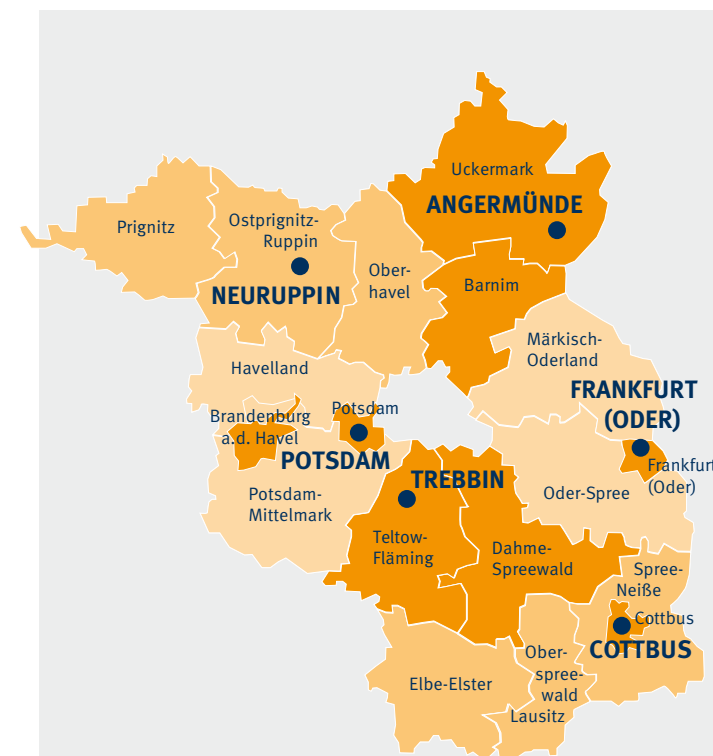 Uckermark
ANGERMÜNDE
Prignitz
Ostprignitz-
Ruppin
NEURUPPIN
Ober-
havel
Barnim
Märkisch-
Oderland
Havelland
FRANKFURT
(ODER)
Brandenburg
a.d. Havel
Potsdam
POTSDAM
TREBBIN
Frankfurt
(Oder)
Oder-Spree
Potsdam-
Mittelmark
Teltow-
Fläming
Dahme-
Spreewald
Spree-
Neiße
Cottbus
COTTBUS
Ober-
spree-
wald
Lausitz
Elbe-Elster